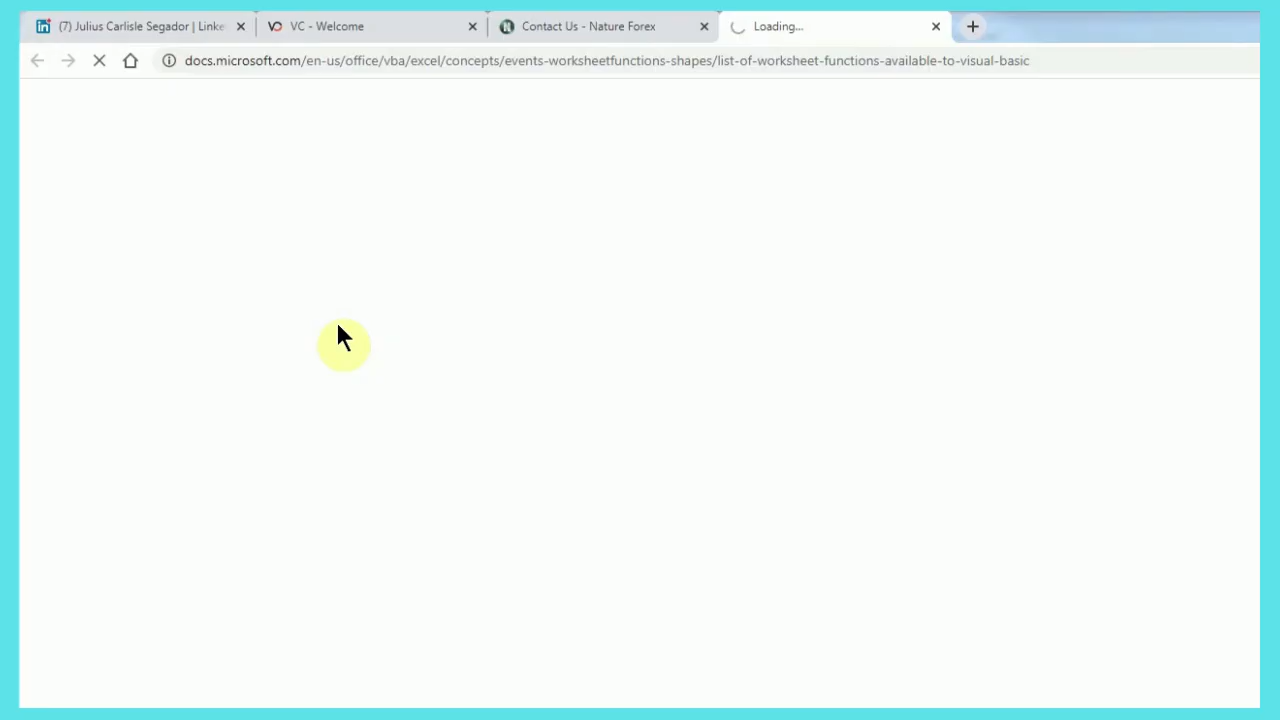 (7) Julius Carlisle Segador | Linke
VC - Welcome
Contact Us - Nature Forex
Loading...
docs.microsoft.com/en-us/office/vba/excel/concepts/events-worksheetfunctions-shapes/list-of-worksheet-functions-available-to-visual-basic